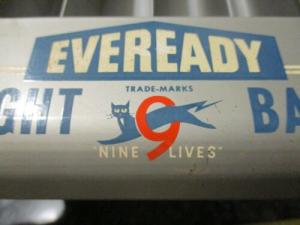 EVEREADY
TRADE-MARKS
GHT 9 BA
"NINE LIVES"